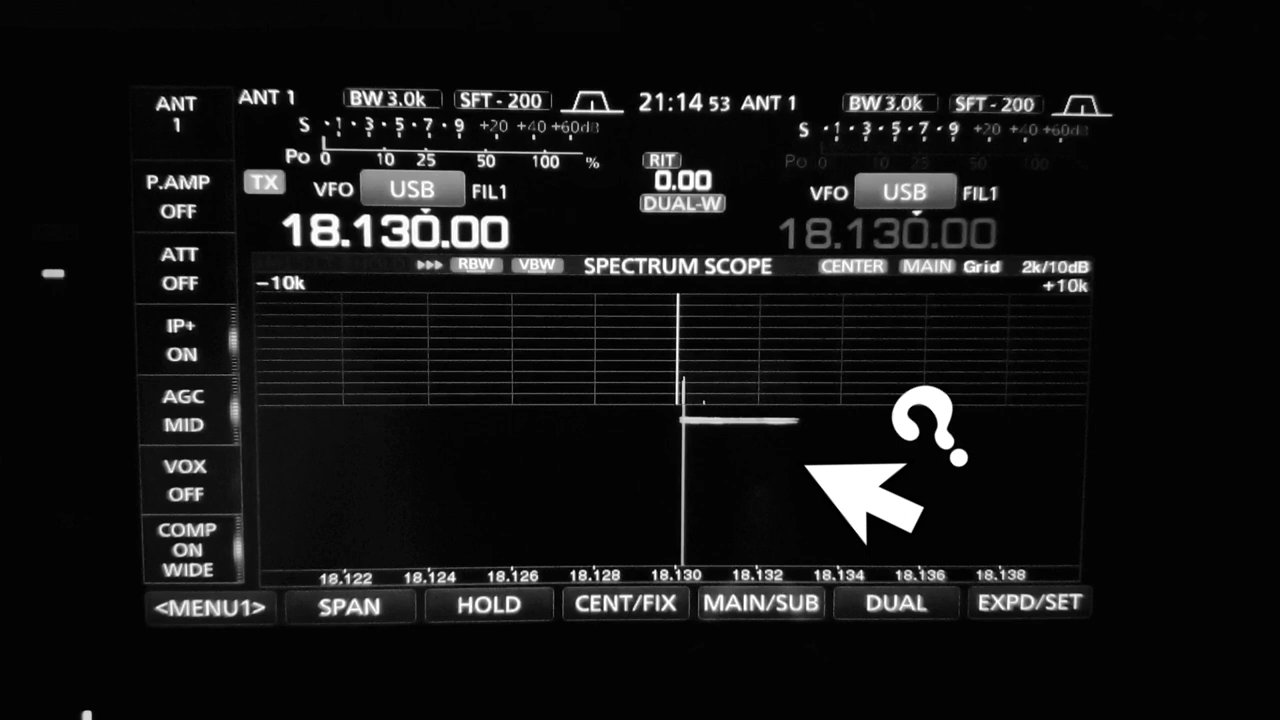 ANT 1
ANT 1
BW 3.0k
SFT - 200
21:14 53
ANT 1
BW 3.0k
SFT - 200
S 1 3 5 7 9 +20 +40 +60dB
S 1 3 5 7 9 +20 +40 +60dB
Po 0 10 25 50 100 %
Po 0 10 25 50 100
RIT
0.00
DUAL-W
P.AMP
OFF
TX
VFO
USB
FIL1
VFO
USB
FIL1
18.130.00
18.130.00
ATT
OFF
RBW
VBW
SPECTRUM SCOPE
CENTER
MAIN
Grid
2k/10dB
−10k
+10k
IP+
ON
AGC
MID
VOX
OFF
COMP
ON
WIDE
?
18.122 18.124 18.126 18.128 18.130 18.132 18.134 18.136 18.138
<MENU1>
SPAN
HOLD
CENT/FIX
MAIN/SUB
DUAL
EXPD/SET